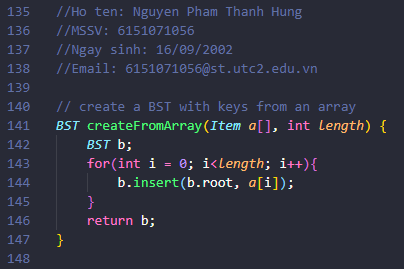 135 //Ho ten: Nguyen Pham Thanh Hung
136 //MSSV: 6151071056
137 //Ngay sinh: 16/09/2002
138 //Email: 6151071056@st.utc2.edu.vn
139
140 // create a BST with keys from an array
141 BST createFromArray(Item a[], int length) {
142     BST b;
143     for(int i = 0; i<length; i++){
144         b.insert(b.root, a[i]);
145     }
146     return b;
147 }
148